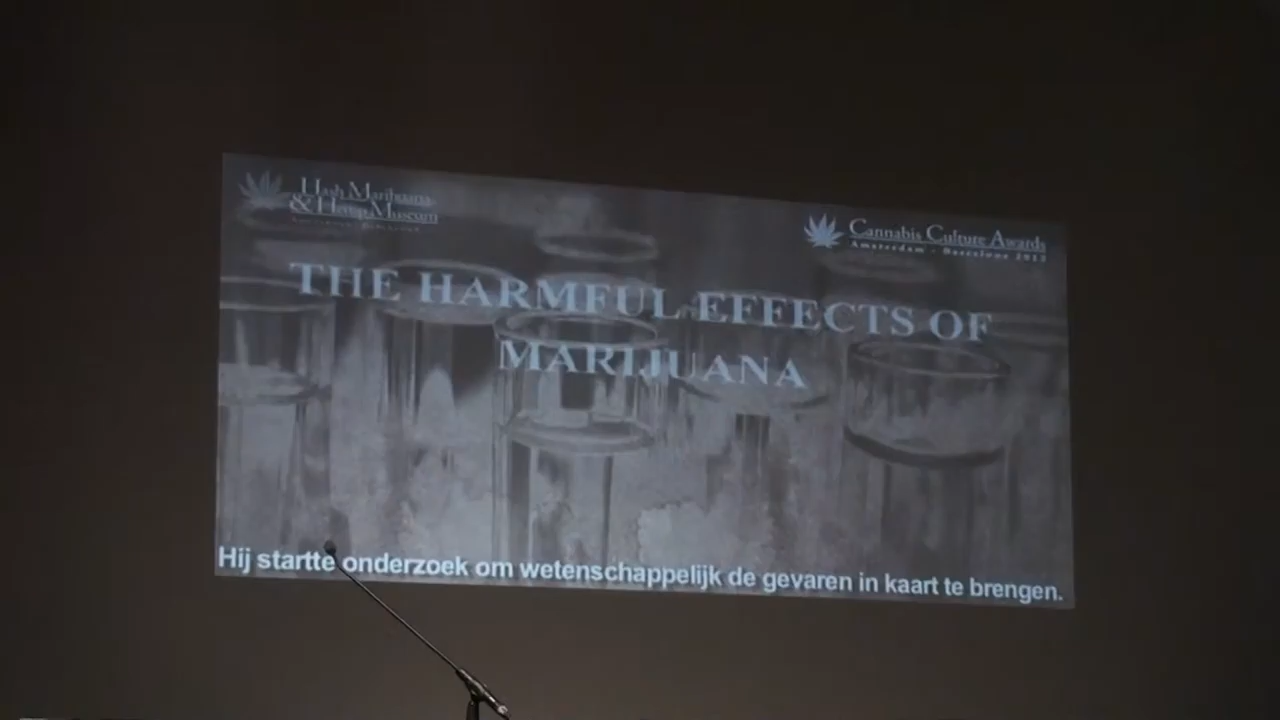 Hash Marihuana
& Hemp Museum
Cannabis Culture Awards
Amsterdam - Barcelona 2012
THE HARMFUL EFFECTS OF
MARIJUANA
Hij startte onderzoek om wetenschappelijk de gevaren in kaart te brengen.